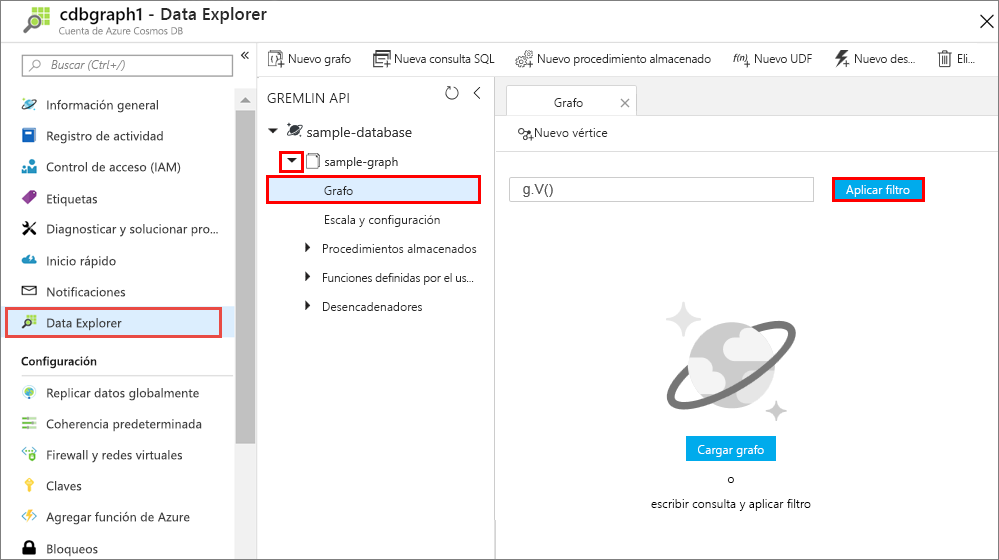 cdbgraph1 - Data Explorer
Cuenta de Azure Cosmos DB
Buscar (Ctrl+/)
«
Información general
Registro de actividad
Control de acceso (IAM)
Etiquetas
Diagnosticar y solucionar pro...
Inicio rápido
Notificaciones
Data Explorer
Configuración
Replicar datos globalmente
Coherencia predeterminada
Firewall y redes virtuales
Claves
Agregar función de Azure
Bloqueos
Nuevo grafo
Nueva consulta SQL
Nuevo procedimiento almacenado
f(n) Nuevo UDF
Nuevo des...
Eli...
GREMLIN API
sample-database
sample-graph
Grafo
Escala y configuración
Procedimientos almacenados
Funciones definidas por el us...
Desencadenadores
Grafo
Nuevo vértice
g.V()
Aplicar filtro
Cargar grafo
o
escribir consulta y aplicar filtro